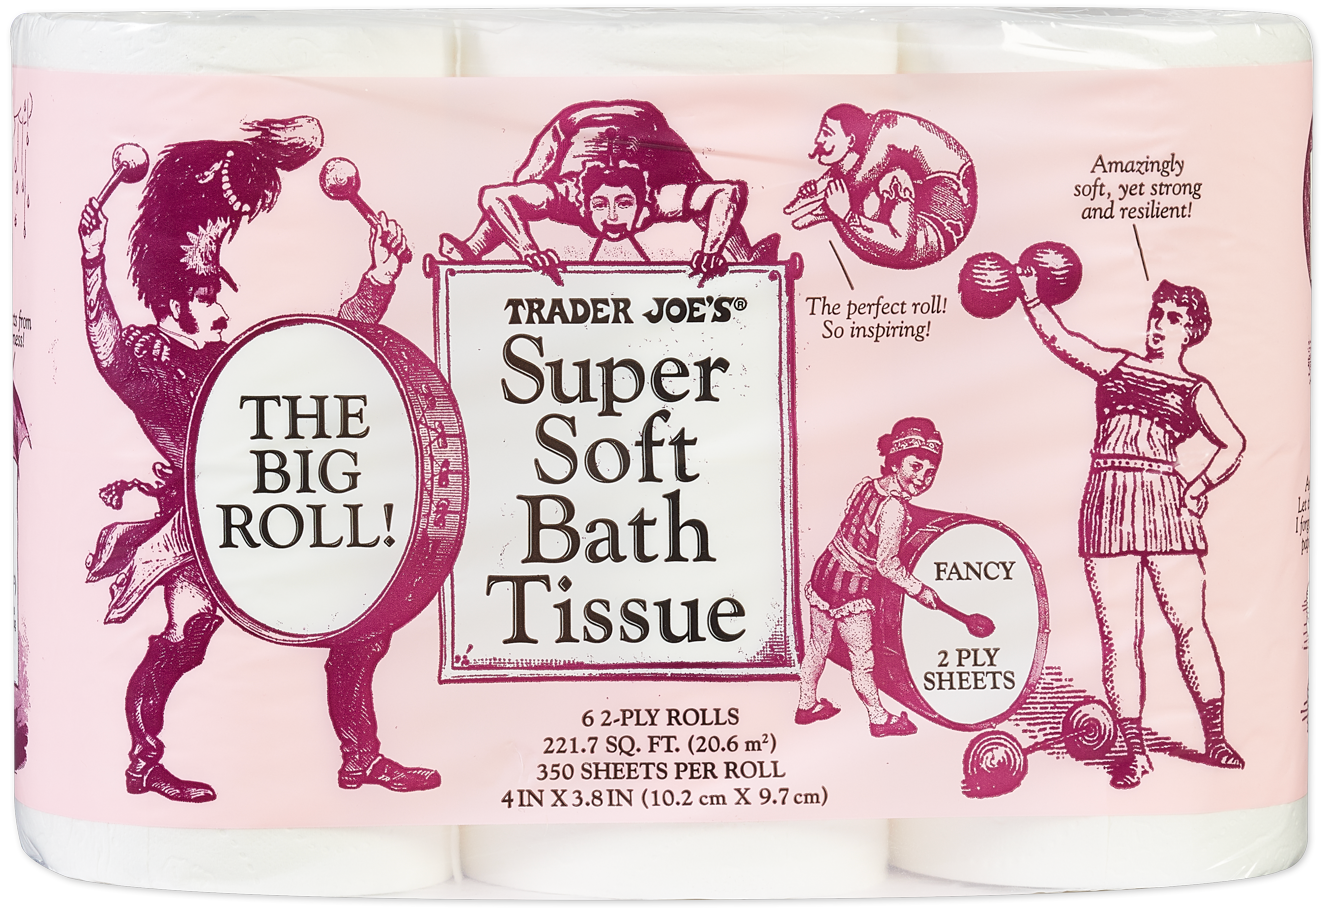 THE
BIG
ROLL!
TRADER JOE'S®
Super
Soft
Bath
Tissue
The perfect roll!
So inspiring!
Amazingly
soft, yet strong
and resilient!
FANCY
2 PLY
SHEETS
6 2-PLY ROLLS
221.7 SQ. FT. (20.6 m²)
350 SHEETS PER ROLL
4 IN X 3.8 IN (10.2 cm X 9.7 cm)